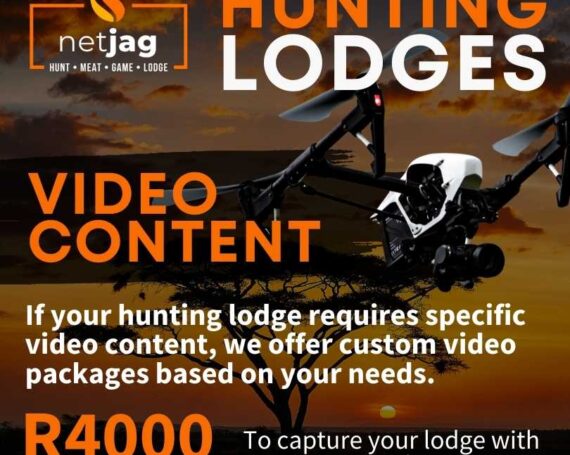 HUNTING
LODGES
netjag
HUNT • MEAT • GAME • LODGE
VIDEO
CONTENT
If your hunting lodge requires specific
video content, we offer custom video
packages based on your needs.
R4000
To capture your lodge with